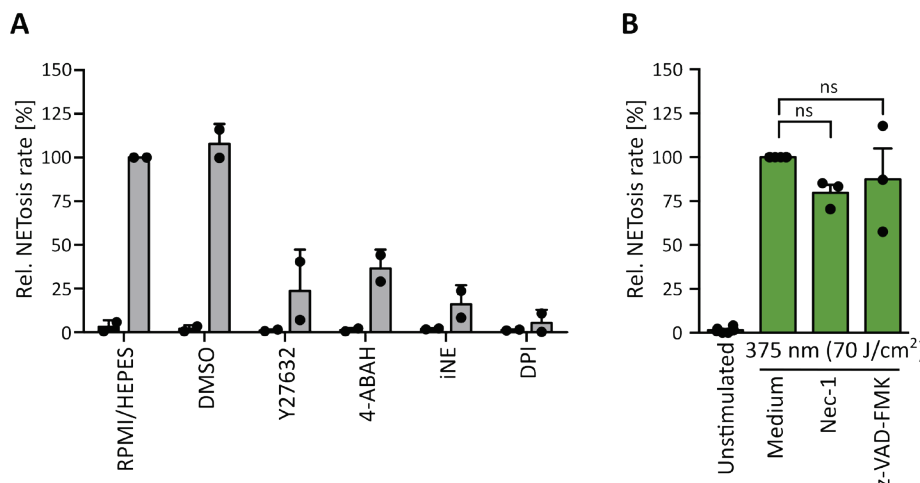 A
Rel. NETosis rate [%]
150
125
100
75
50
25
0
RPMI/HEPES
DMSO
Y27632
4-ABAH
iNE
DPI
B
Rel. NETosis rate [%]
150
125
100
75
50
25
0
ns
ns
375 nm (70 J/cm²)
Unstimulated
Medium
Nec-1
z-VAD-FMK